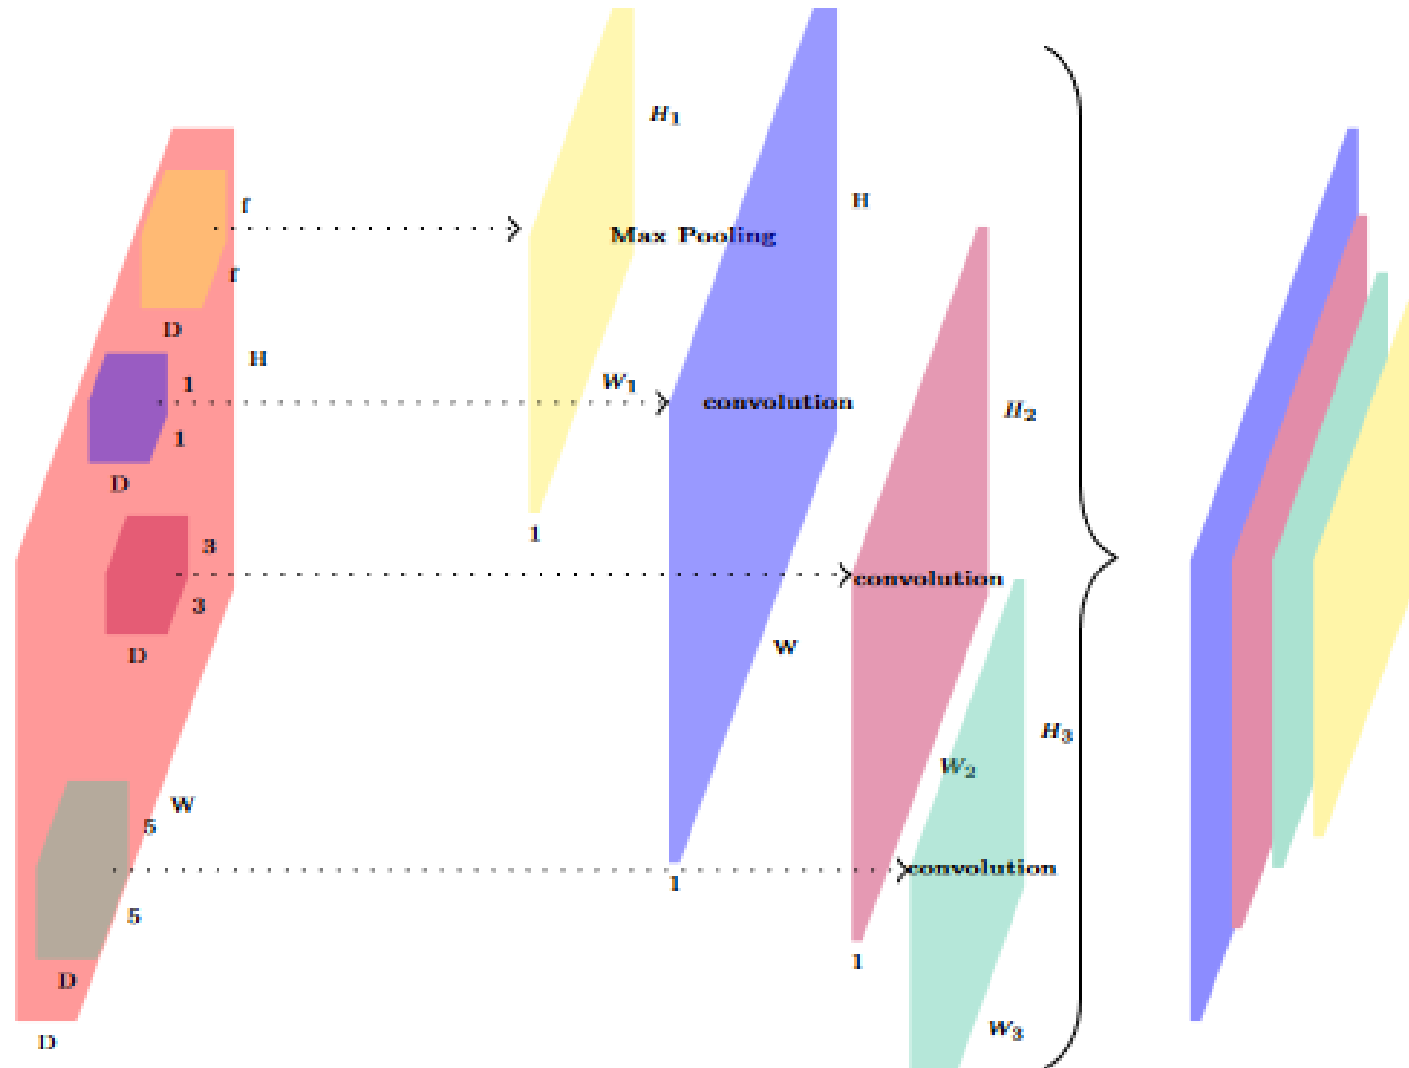 H₁
H
f
Max Pooling
f
D
H
1
W₁
convolution
H₂
1
D
1
3
convolution
3
W
D
H₃
W₂
W
5
convolution
1
5
1
D
W₃
D